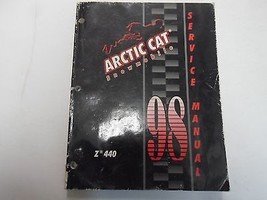 ARCTIC CAT
Snowmobile
SERVICE MANUAL
Z® 440
98